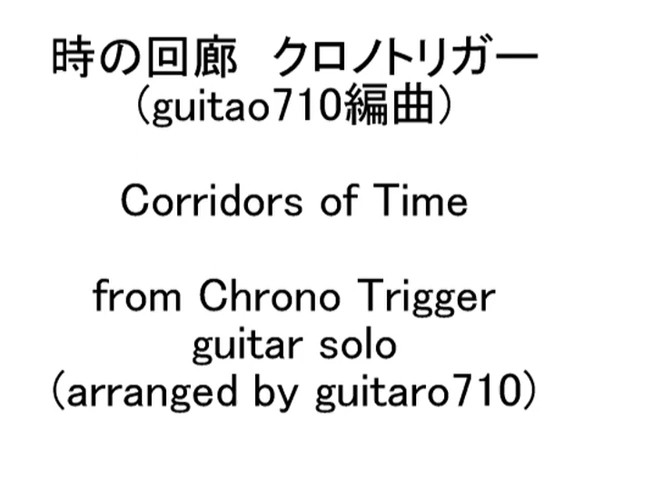 時の回廊　クロノトリガー
（guitao710編曲）
Corridors of Time
from Chrono Trigger
guitar solo
（arranged by guitaro710）